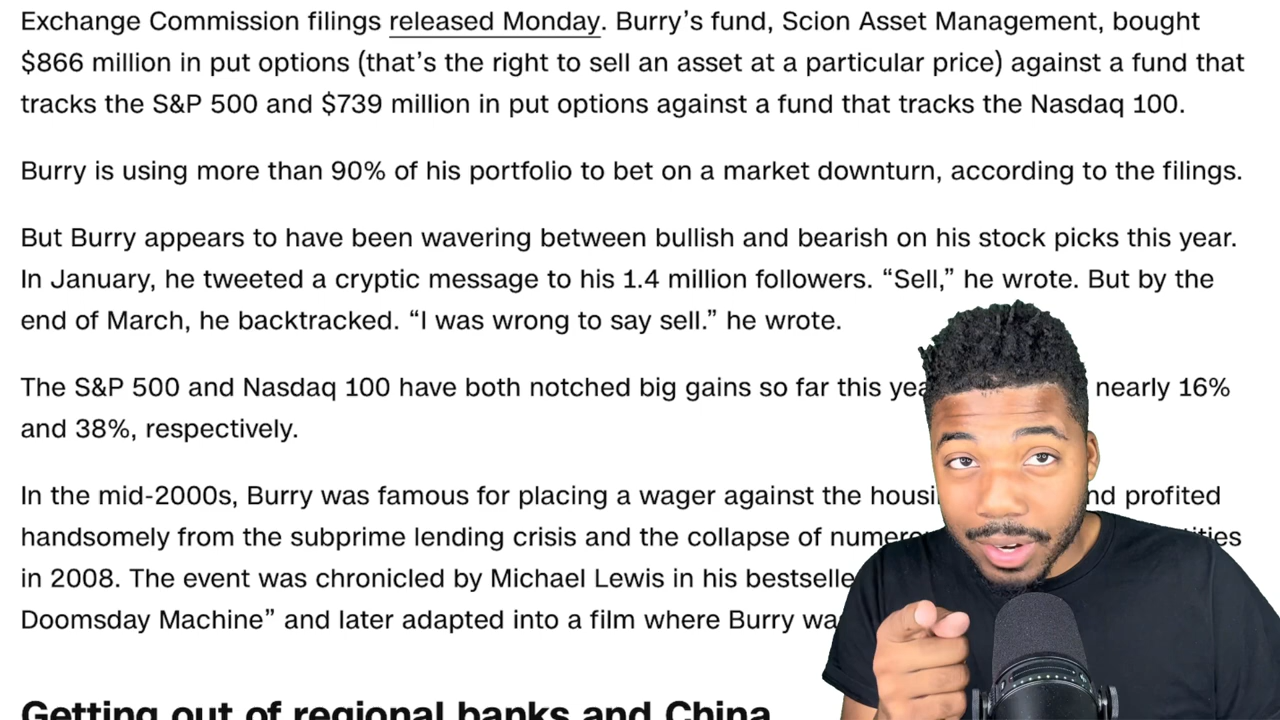 Exchange Commission filings released Monday. Burry’s fund, Scion Asset Management, bought
$866 million in put options (that’s the right to sell an asset at a particular price) against a fund that
tracks the S&P 500 and $739 million in put options against a fund that tracks the Nasdaq 100.
Burry is using more than 90% of his portfolio to bet on a market downturn, according to the filings.
But Burry appears to have been wavering between bullish and bearish on his stock picks this year.
In January, he tweeted a cryptic message to his 1.4 million followers. “Sell,” he wrote. But by the
end of March, he backtracked. “I was wrong to say sell.” he wrote.
The S&P 500 and Nasdaq 100 have both notched big gains so far this nearly 16%
and 38%, respectively.
In the mid-2000s, Burry was famous for placing a wager against the profited
handsomely from the subprime lending crisis and the collapse of
in 2008. The event was chronicled by Michael Lewis in his
Doomsday Machine” and later adapted into a film where Burry
Getting out of regional banks and China